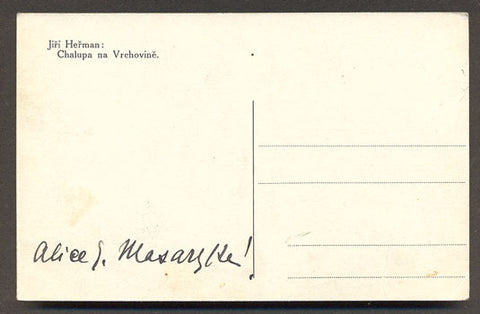 Jiří Heřman:
Chalupa na Vrchovině.
Alice G. Masaryková